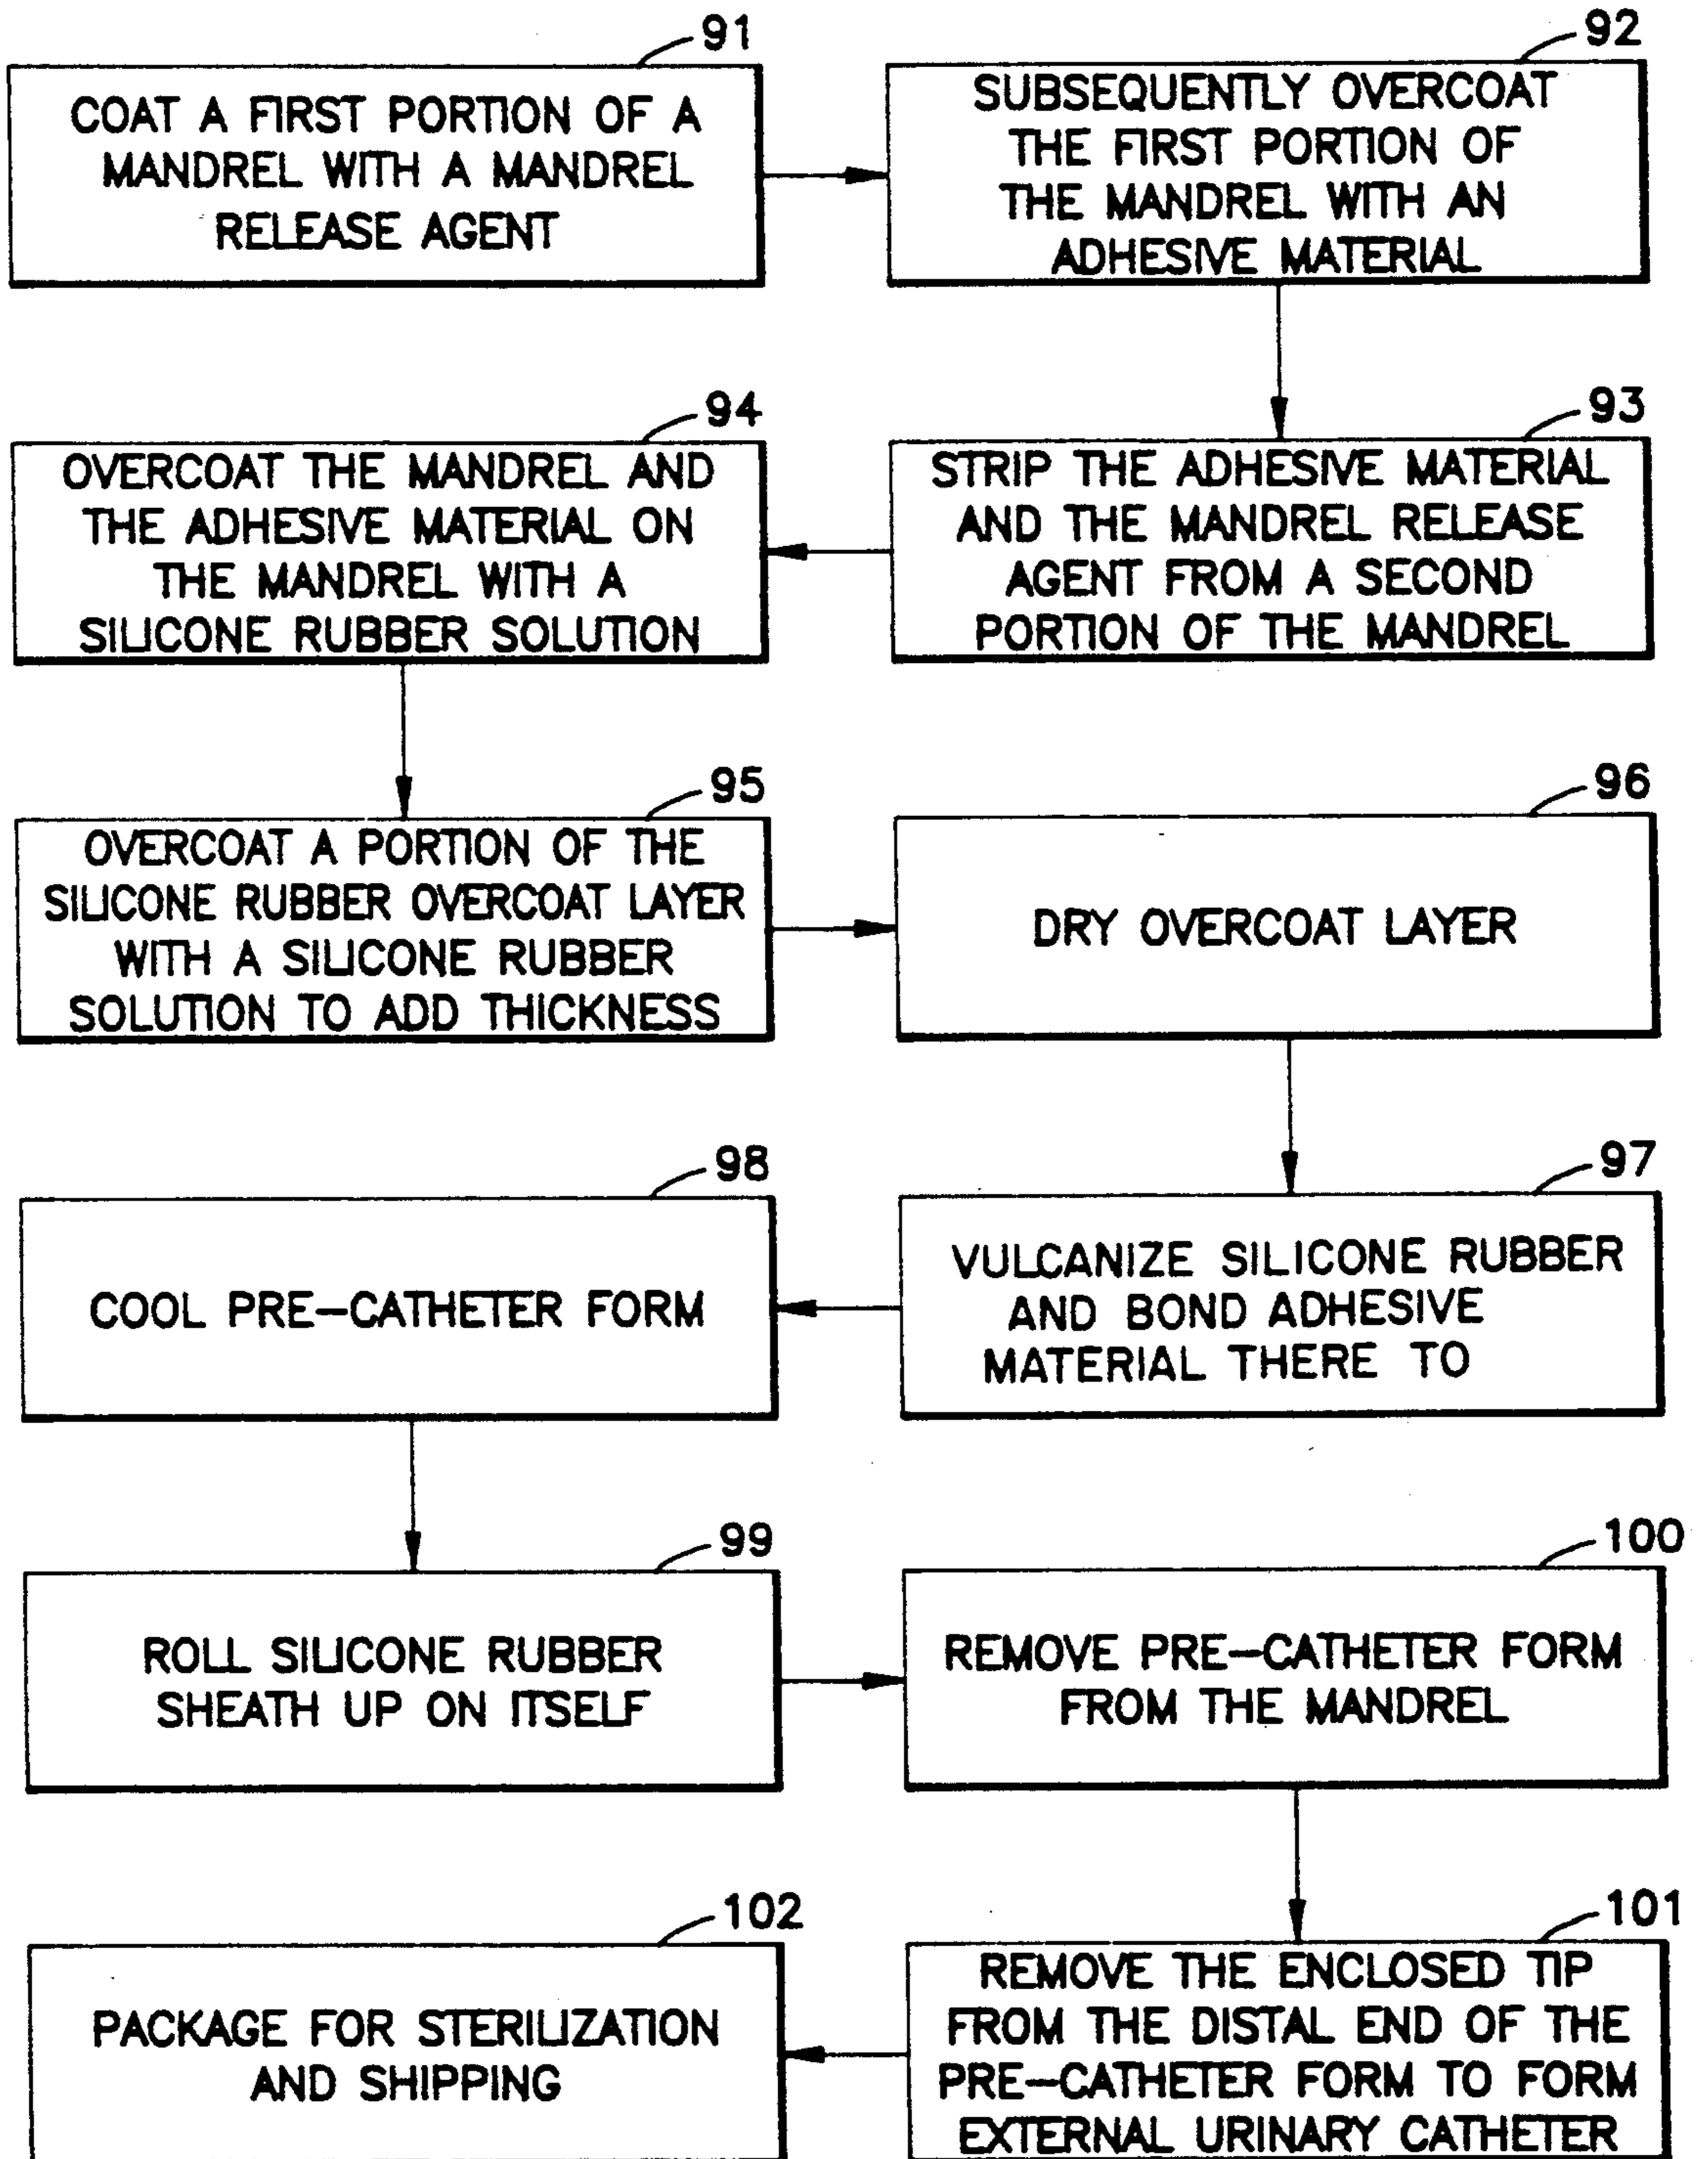 91
COAT A FIRST PORTION OF A
MANDREL WITH A MANDREL
RELEASE AGENT
92
SUBSEQUENTLY OVERCOAT
THE FIRST PORTION OF
THE MANDREL WITH AN
ADHESIVE MATERIAL
93
STRIP THE ADHESIVE MATERIAL
AND THE MANDREL RELEASE
AGENT FROM A SECOND
PORTION OF THE MANDREL
94
OVERCOAT THE MANDREL AND
THE ADHESIVE MATERIAL ON
THE MANDREL WITH A
SILICONE RUBBER SOLUTION
95
OVERCOAT A PORTION OF THE
SILICONE RUBBER OVERCOAT LAYER
WITH A SILICONE RUBBER
SOLUTION TO ADD THICKNESS
96
DRY OVERCOAT LAYER
97
VULCANIZE SILICONE RUBBER
AND BOND ADHESIVE
MATERIAL THERE TO
98
COOL PRE-CATHETER FORM
99
ROLL SILICONE RUBBER
SHEATH UP ON ITSELF
100
REMOVE PRE-CATHETER FORM
FROM THE MANDREL
101
REMOVE THE ENCLOSED TIP
FROM THE DISTAL END OF THE
PRE-CATHETER FORM TO FORM
EXTERNAL URINARY CATHETER
102
PACKAGE FOR STERILIZATION
AND SHIPPING